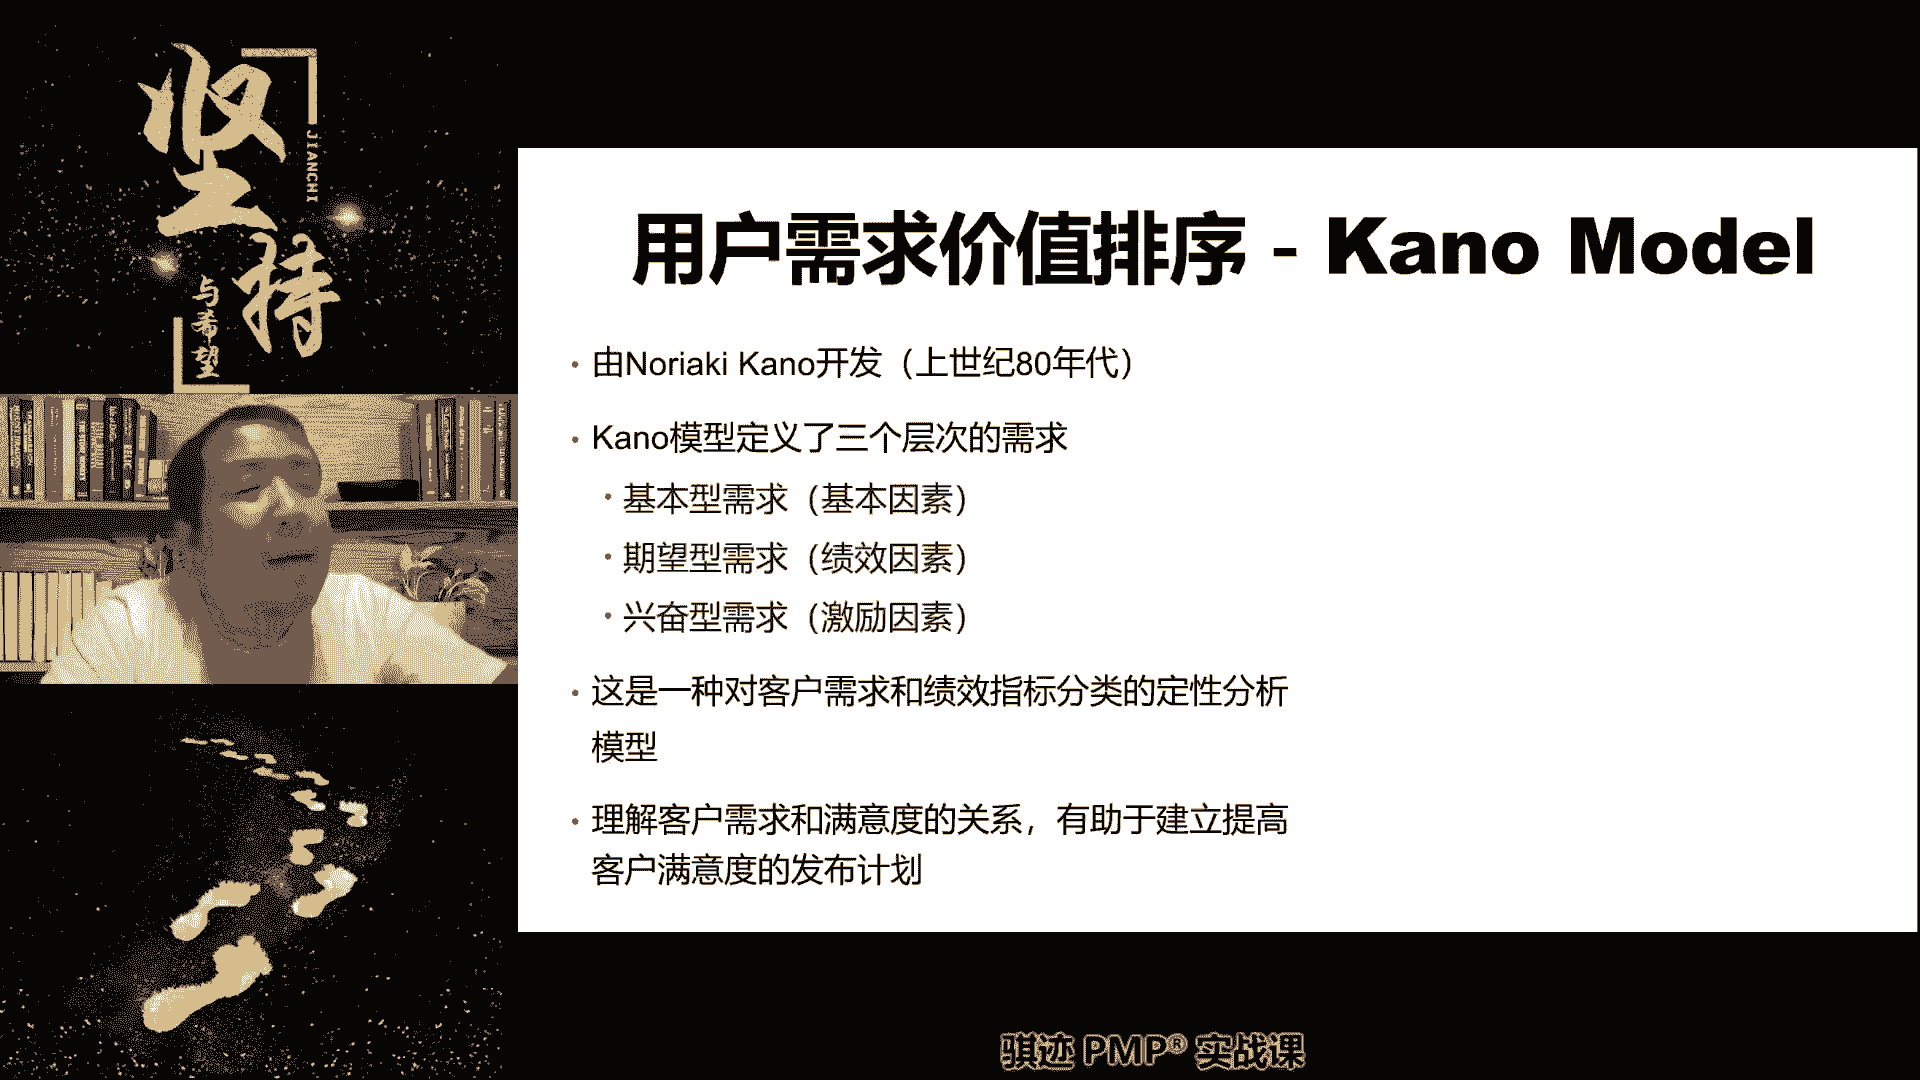 坚持
JIANCHI
与希望
用户需求价值排序 - Kano Model
· 由Noriaki Kano开发（上世纪80年代）
· Kano模型定义了三个层次的需求
· 基本型需求（基本因素）
· 期望型需求（绩效因素）
· 兴奋型需求（激励因素）
· 这是一种对客户需求和绩效指标分类的定性分析
模型
· 理解客户需求和满意度的关系，有助于建立提高
客户满意度的发布计划
骐迹 PMP® 实战课